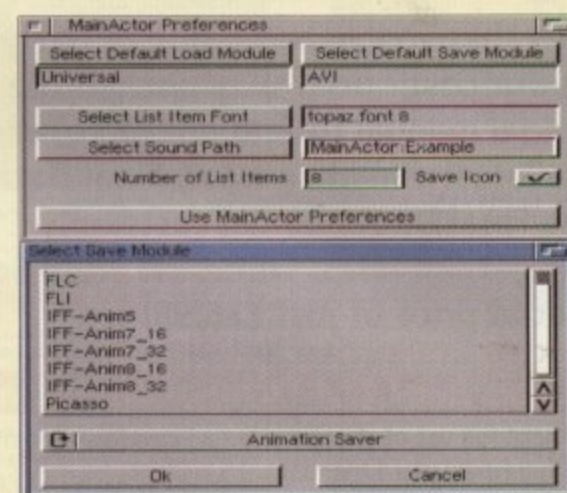 MainActor Preferences
Select Default Load Module Select Default Save Module
Universal AVI
Select List Item Font topaz.font 8
Select Sound Path MainActor:Example
Number of List Items 8 Save Icon
Use MainActor Preferences
Select Save Module
FLC
FLI
IFF-Anim5
IFF-Anim7_16
IFF-Anim7_32
IFF-Anim8_16
IFF-Anim8_32
Picasso
Animation Saver
Ok Cancel